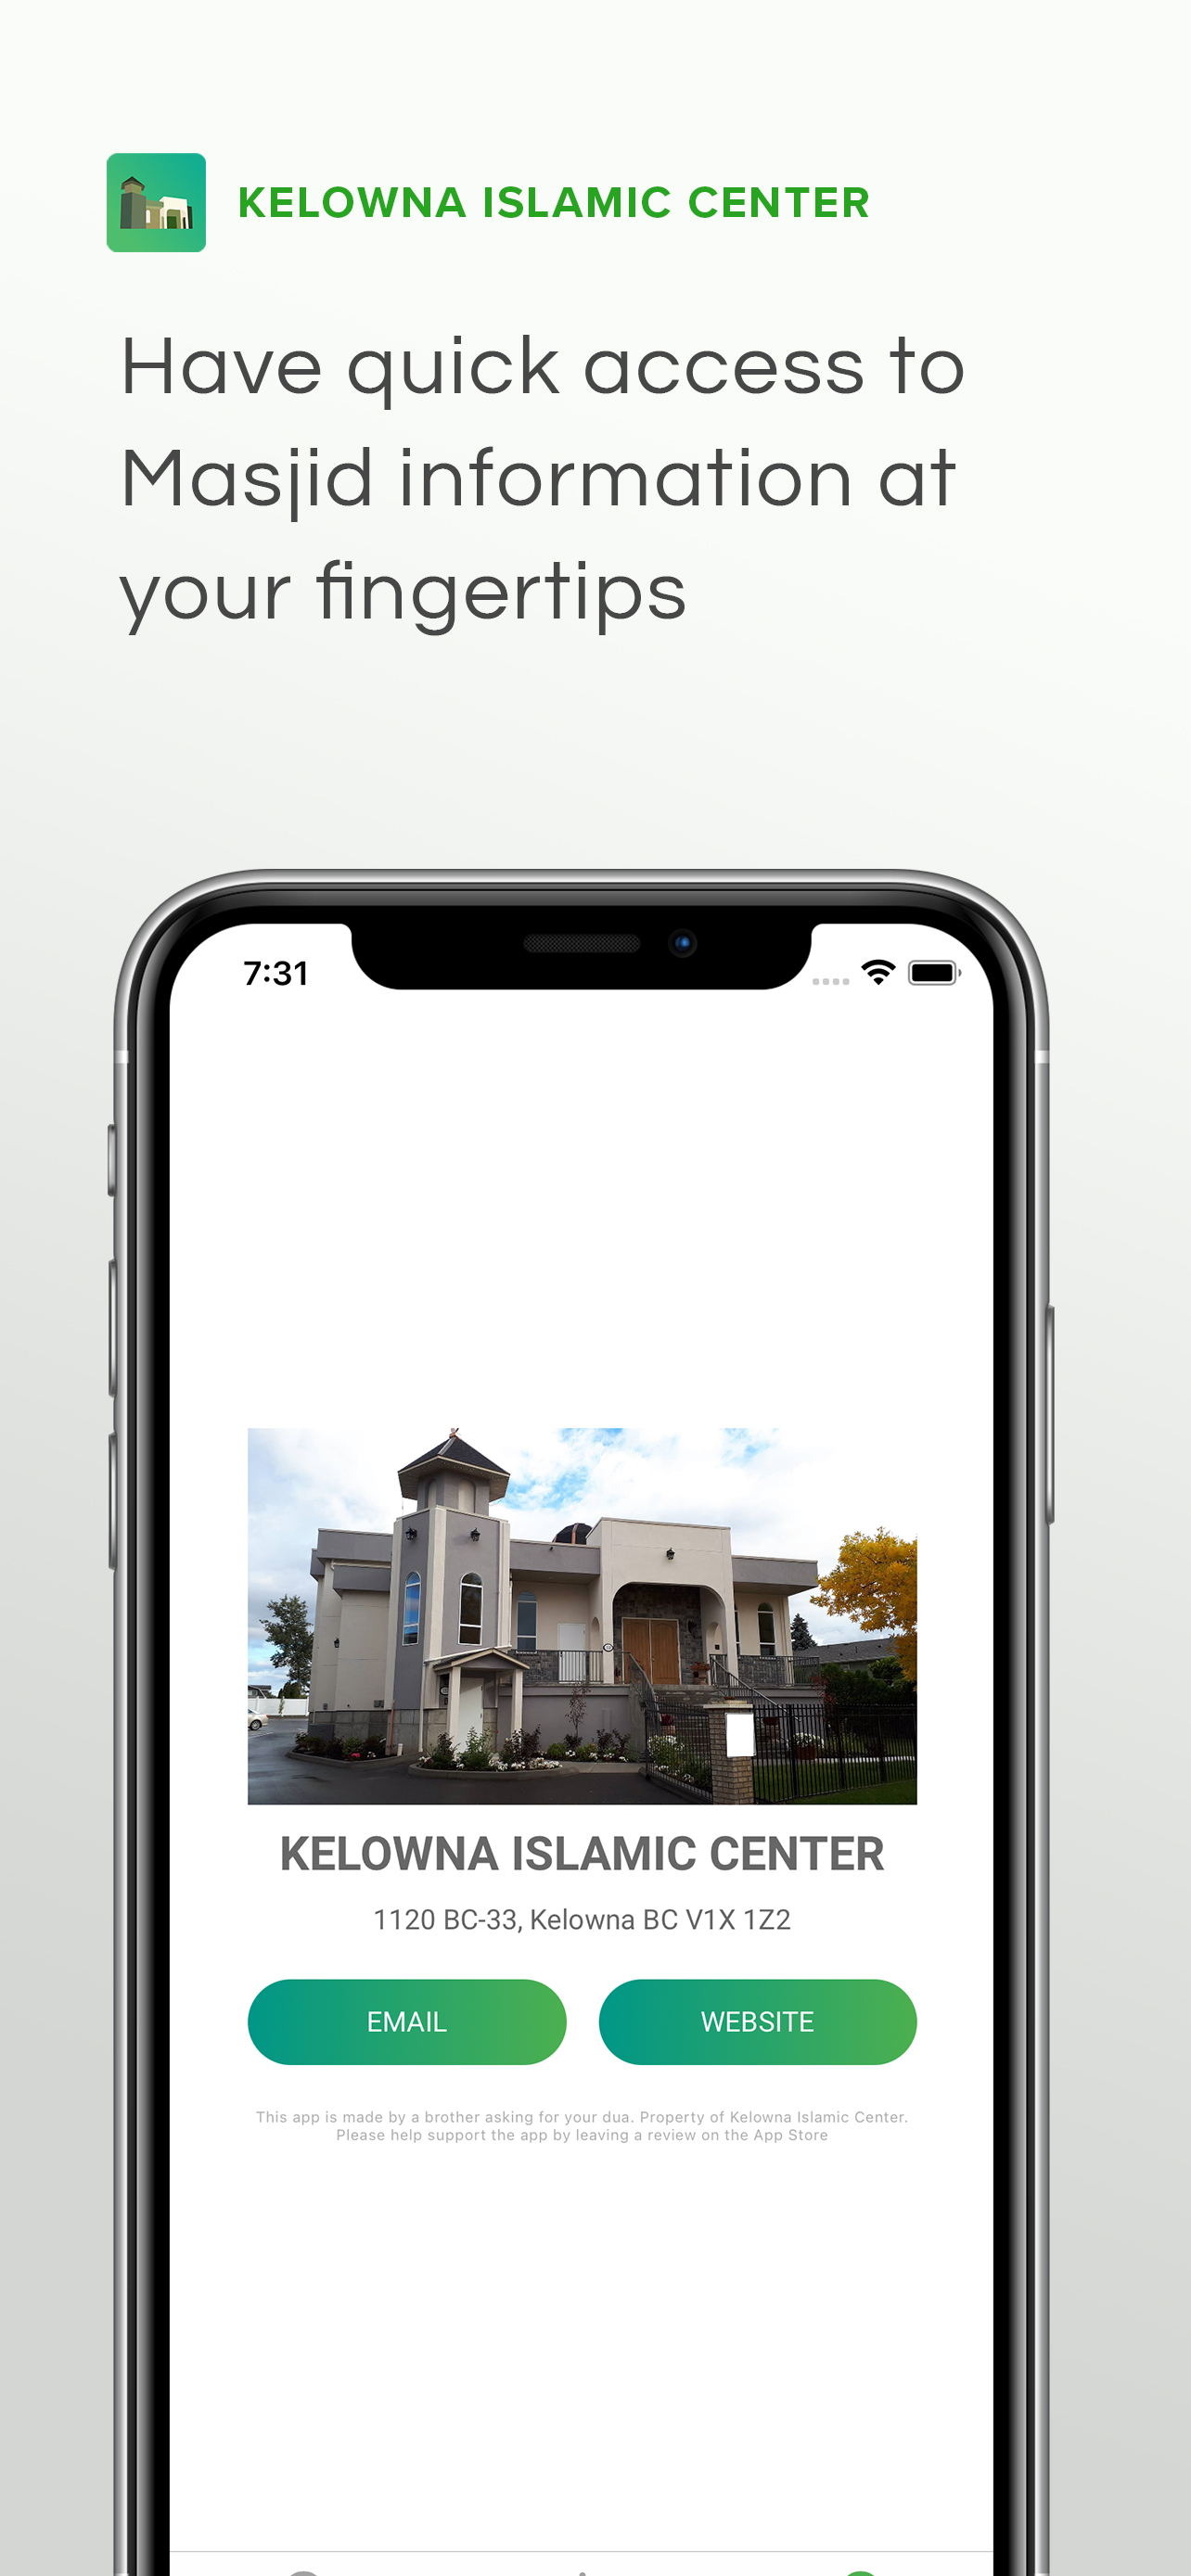 KELOWNA ISLAMIC CENTER
Have quick access to
Masjid information at
your fingertips
7:31
KELOWNA ISLAMIC CENTER
1120 BC-33, Kelowna BC V1X 1Z2
EMAIL
WEBSITE
This app is made by a brother asking for your dua. Property of Kelowna Islamic Center.
Please help support the app by leaving a review on the App Store